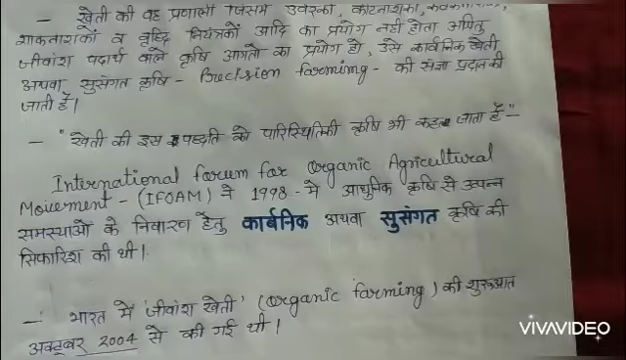 - खेती की वह प्रणाली जिसमें उर्वरकों, कीटनाशकों,
शाकनाशकों व वृद्धि नियंत्रकों आदि का प्रयोग नही होता अपितु
जीवांश पदार्थ वाले कृषि आगतो का प्रयोग हो, उसे कार्बनिक खेती
अथवा सुसंगत कृषि - Precision farming - की संज्ञा प्रदान की
जाती हैं।
- "खेती की इस पद्धति को पारिस्थितिकी कृषि भी कहा जाता है"-
International forum for Organic Agricultural
Movement - (IFOAM) ने 1998 - मे आधुनिक कृषि से उत्पन्न
समस्याओं के निवारण हेतु कार्बनिक अथवा सुसंगत कृषि की
सिफारिश की थी।
- भारत में 'जीवांश खेती' (Organic farming) की शुरुआत
अक्टूबर 2004 से की गई थी।
VIVAVIDEO